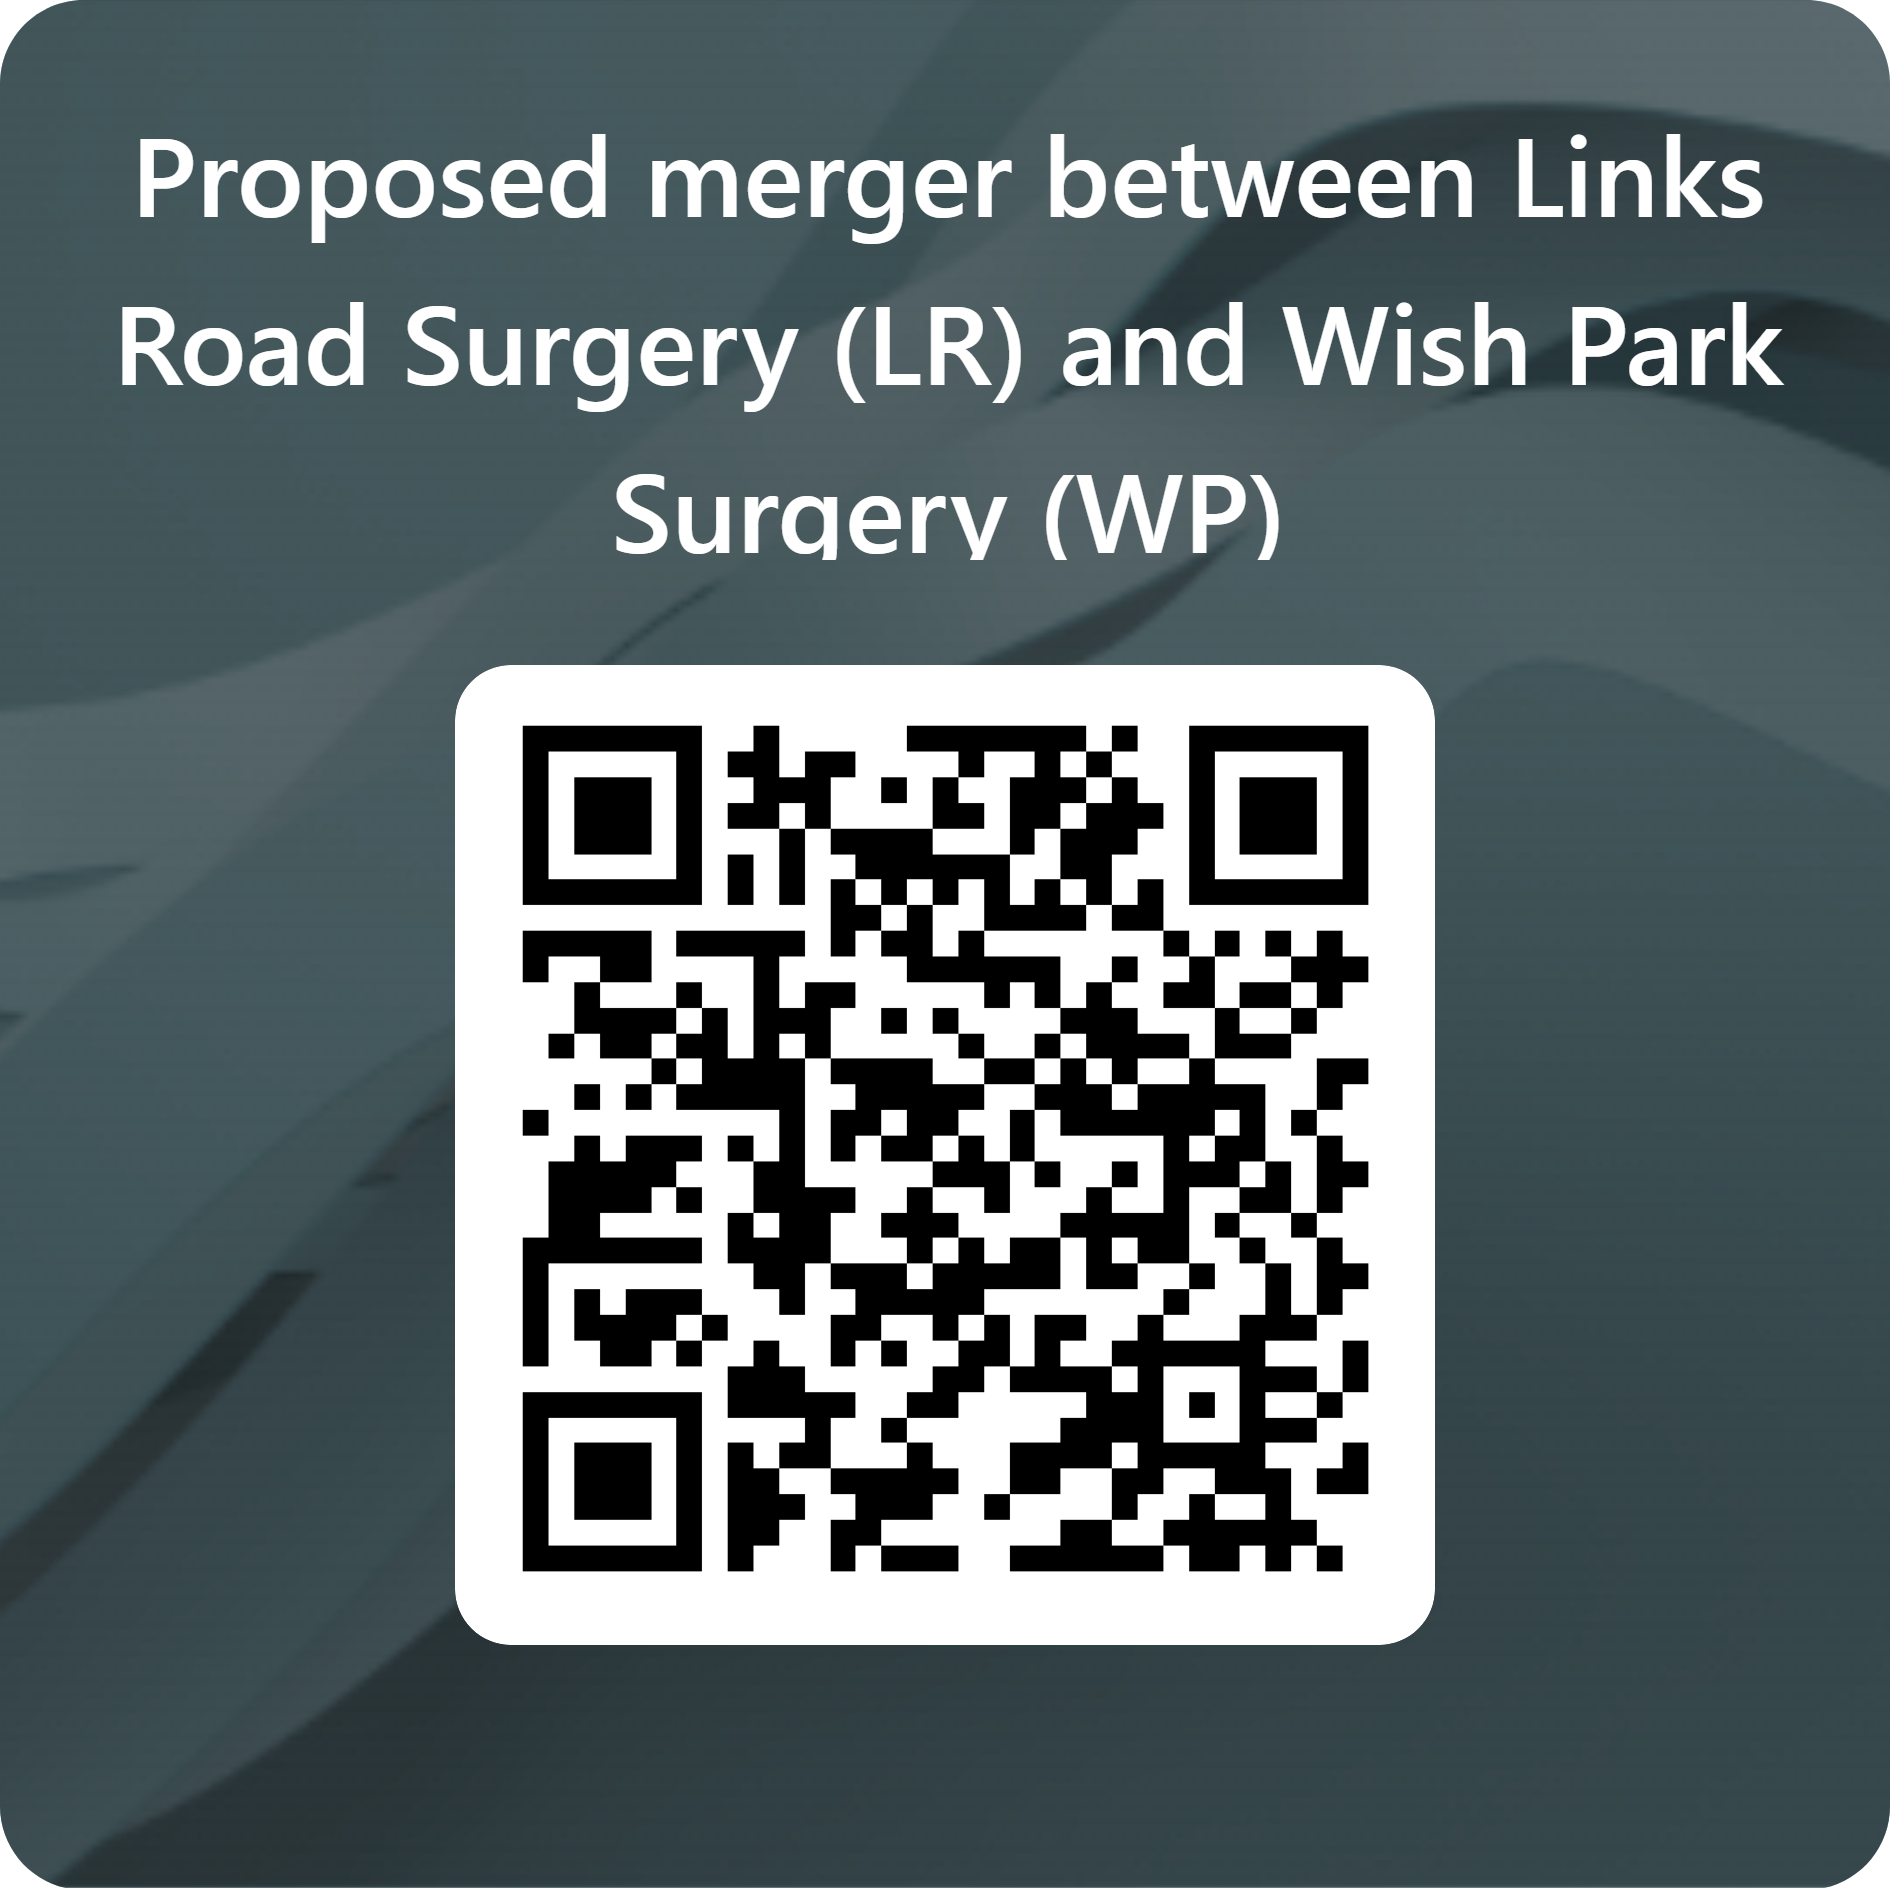 Proposed merger between Links
Road Surgery (LR) and Wish Park
Surgery (WP)